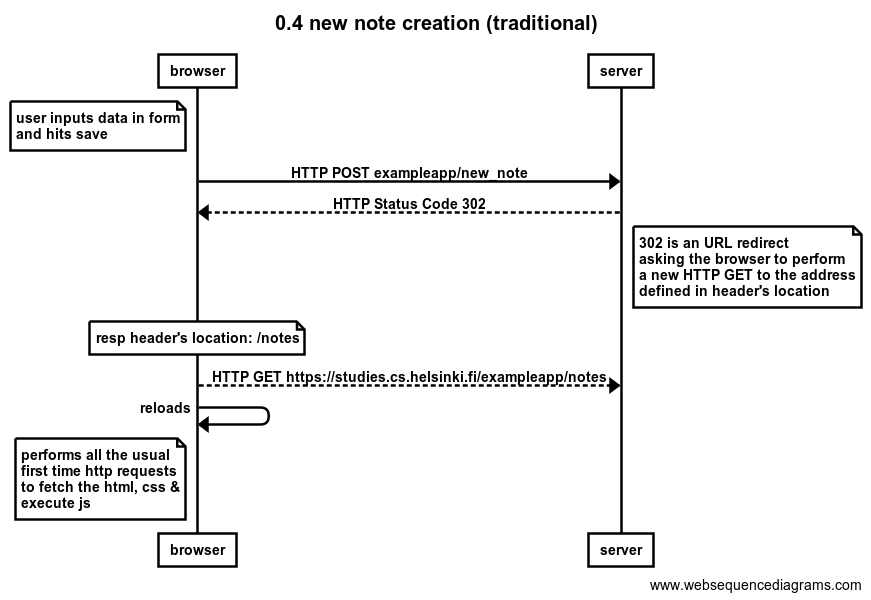 0.4 new note creation (traditional)
browser
server
user inputs data in form
and hits save
HTTP POST exampleapp/new_note
HTTP Status Code 302
302 is an URL redirect
asking the browser to perform
a new HTTP GET to the address
defined in header's location
resp header's location: /notes
HTTP GET https://studies.cs.helsinki.fi/exampleapp/notes
reloads
performs all the usual
first time http requests
to fetch the html, css &
execute js
browser
server
www.websequencediagrams.com